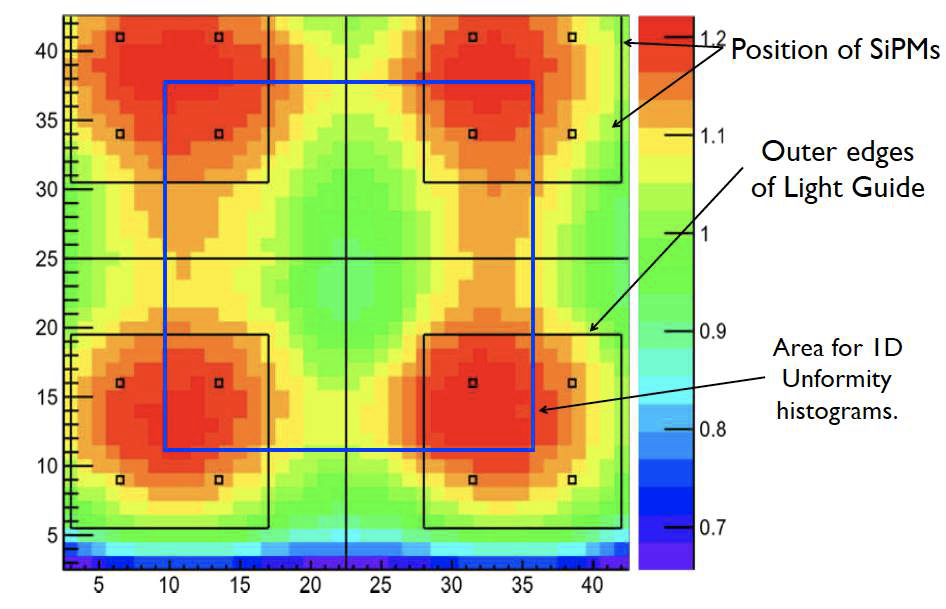 40
35
30
25
20
15
10
5
5 10 15 20 25 30 35 40
1.2
1.1
1
0.9
0.8
0.7
Position of SiPMs
Outer edges
of Light Guide
Area for 1D
Unformity
histograms.